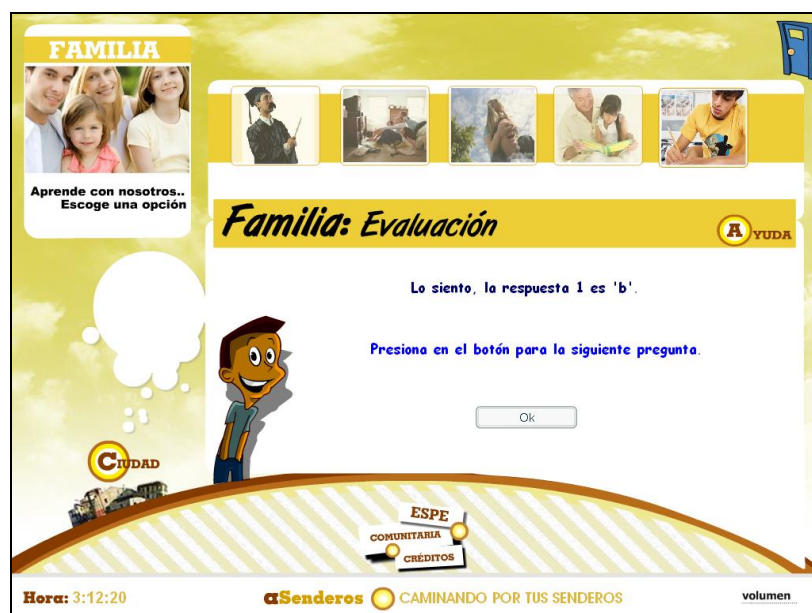 FAMILIA
Aprende con nosotros..
Escoge una opción
Familia: Evaluación
AYUDA
Lo siento, la respuesta 1 es 'b'.
Presiona en el botón para la siguiente pregunta.
Ok
CIUDAD
ESPE
COMUNITARIA
CRÉDITOS
Hora: 3:12:20
αSenderos CAMINANDO POR TUS SENDEROS
volumen